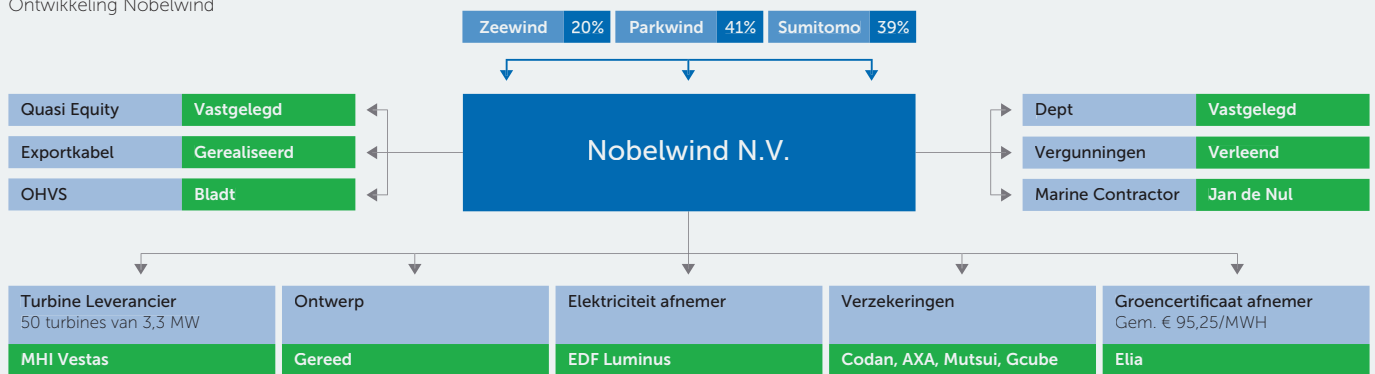 Ontwikkeling Nobelwind
Zeewind 20% Parkwind 41% Sumitomo 39%
Quasi Equity Vastgelegd
Exportkabel Gerealiseerd
OHVS Bladt
Nobelwind N.V.
Dept Vastgelegd
Vergunningen Verleend
Marine Contractor Jan de Nul
Turbine Leverancier
50 turbines van 3,3 MW
MHI Vestas
Ontwerp
Gereed
Elektriciteit afnemer
EDF Luminus
Verzekeringen
Codan, AXA, Mutsui, Gcube
Groencertificaat afnemer
Gem. € 95,25/MWH
Elia